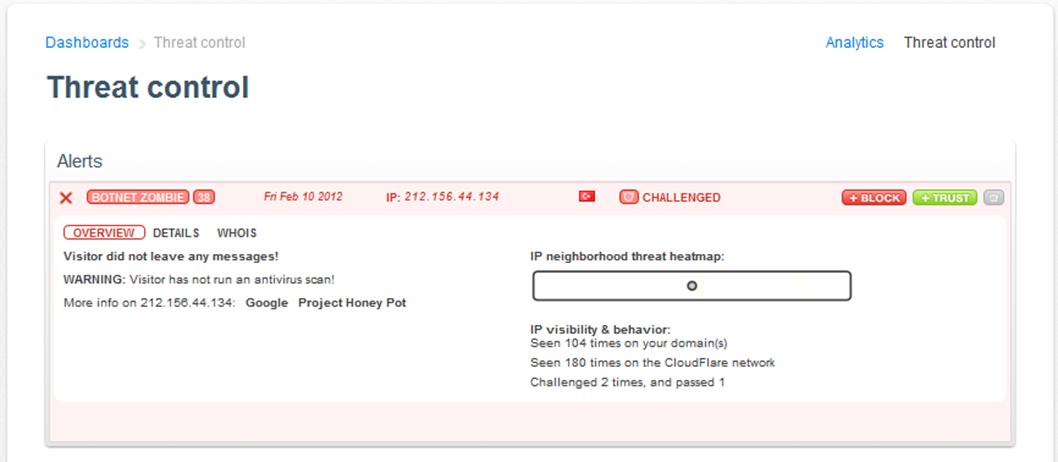 Dashboards > Threat control
Analytics Threat control
Threat control
Alerts
BOTNET ZOMBIE 38 Fri Feb 10 2012 IP: 212.156.44.134 CHALLENGED + BLOCK + TRUST
OVERVIEW DETAILS WHOIS
Visitor did not leave any messages!
WARNING: Visitor has not run an antivirus scan!
More info on 212.156.44.134: Google Project Honey Pot
IP neighborhood threat heatmap:
IP visibility & behavior:
Seen 104 times on your domain(s)
Seen 180 times on the CloudFlare network
Challenged 2 times, and passed 1